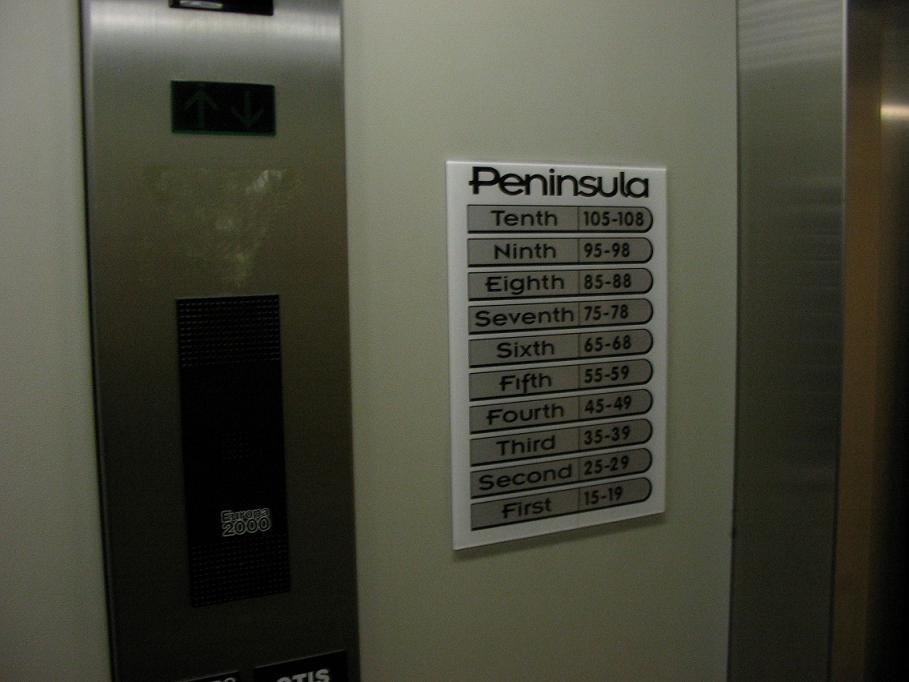 Peninsula
Tenth 105-108
Ninth 95-98
Eighth 85-88
Seventh 75-78
Sixth 65-68
Fifth 55-59
Fourth 45-49
Third 35-39
Second 25-29
First 15-19
Europa
2000
OTIS